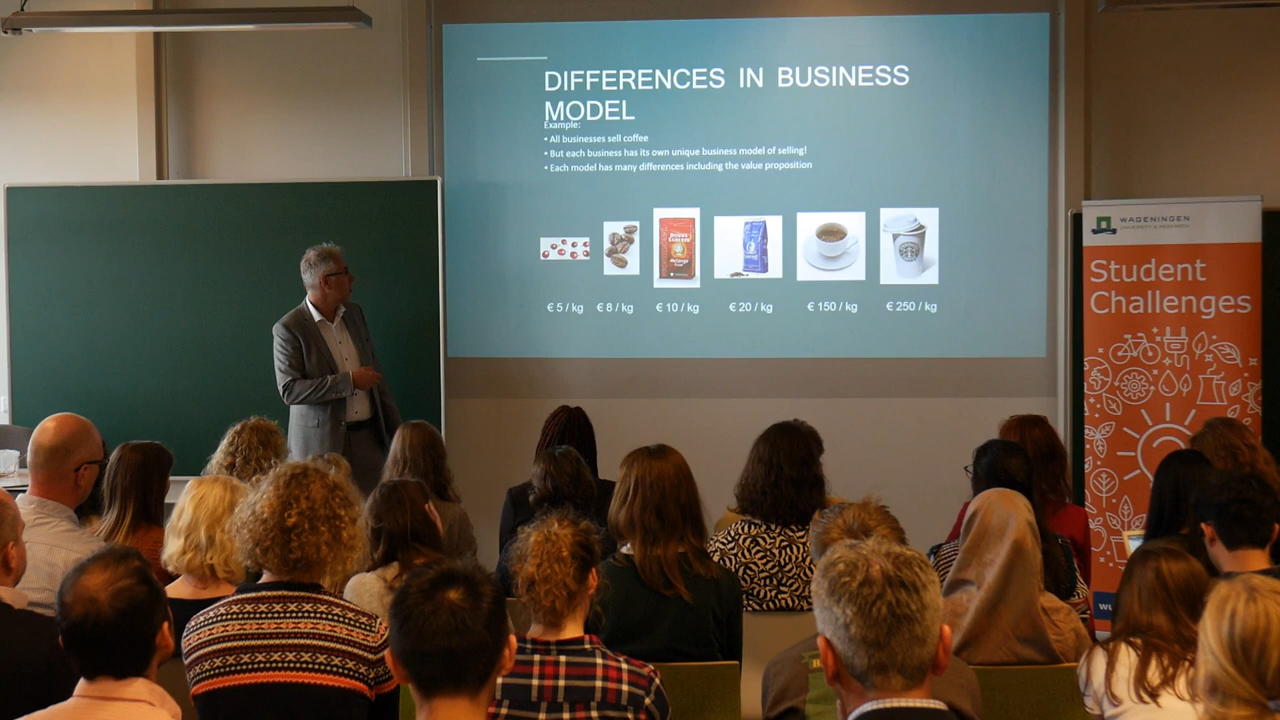 DIFFERENCES IN BUSINESS
MODEL
Example:
• All businesses sell coffee
• But each business has its own unique business model of selling!
• Each model has many differences including the value proposition
€ 5 / kg € 8 / kg € 10 / kg € 20 / kg € 150 / kg € 250 / kg
WAGENINGEN
UNIVERSITY & RESEARCH
Student
Challenges